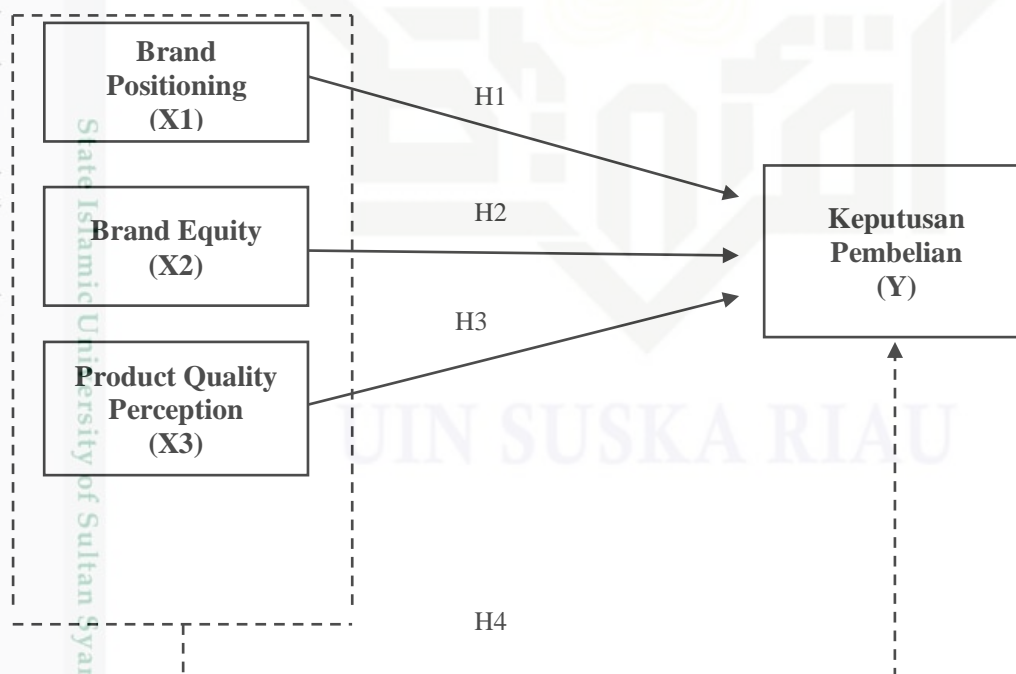 Brand
Positioning
(X1)
H1
Brand Equity
(X2)
H2
Product Quality
Perception
(X3)
H3
Keputusan
Pembelian
(Y)
H4
UIN SUSKA RIAU
State Islamic University of Sultan Syar